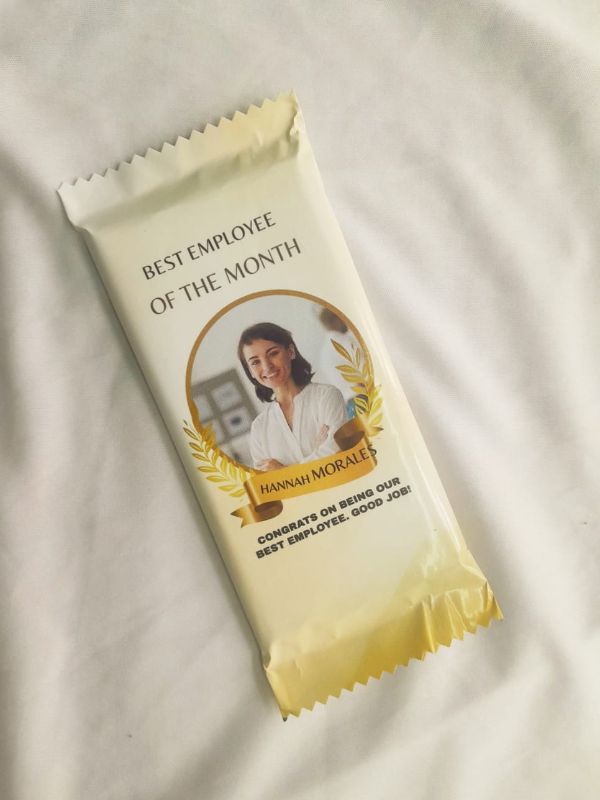 BEST EMPLOYEE
OF THE MONTH
HANNAH MORALES
CONGRATS ON BEING OUR
BEST EMPLOYEE. GOOD JOB!